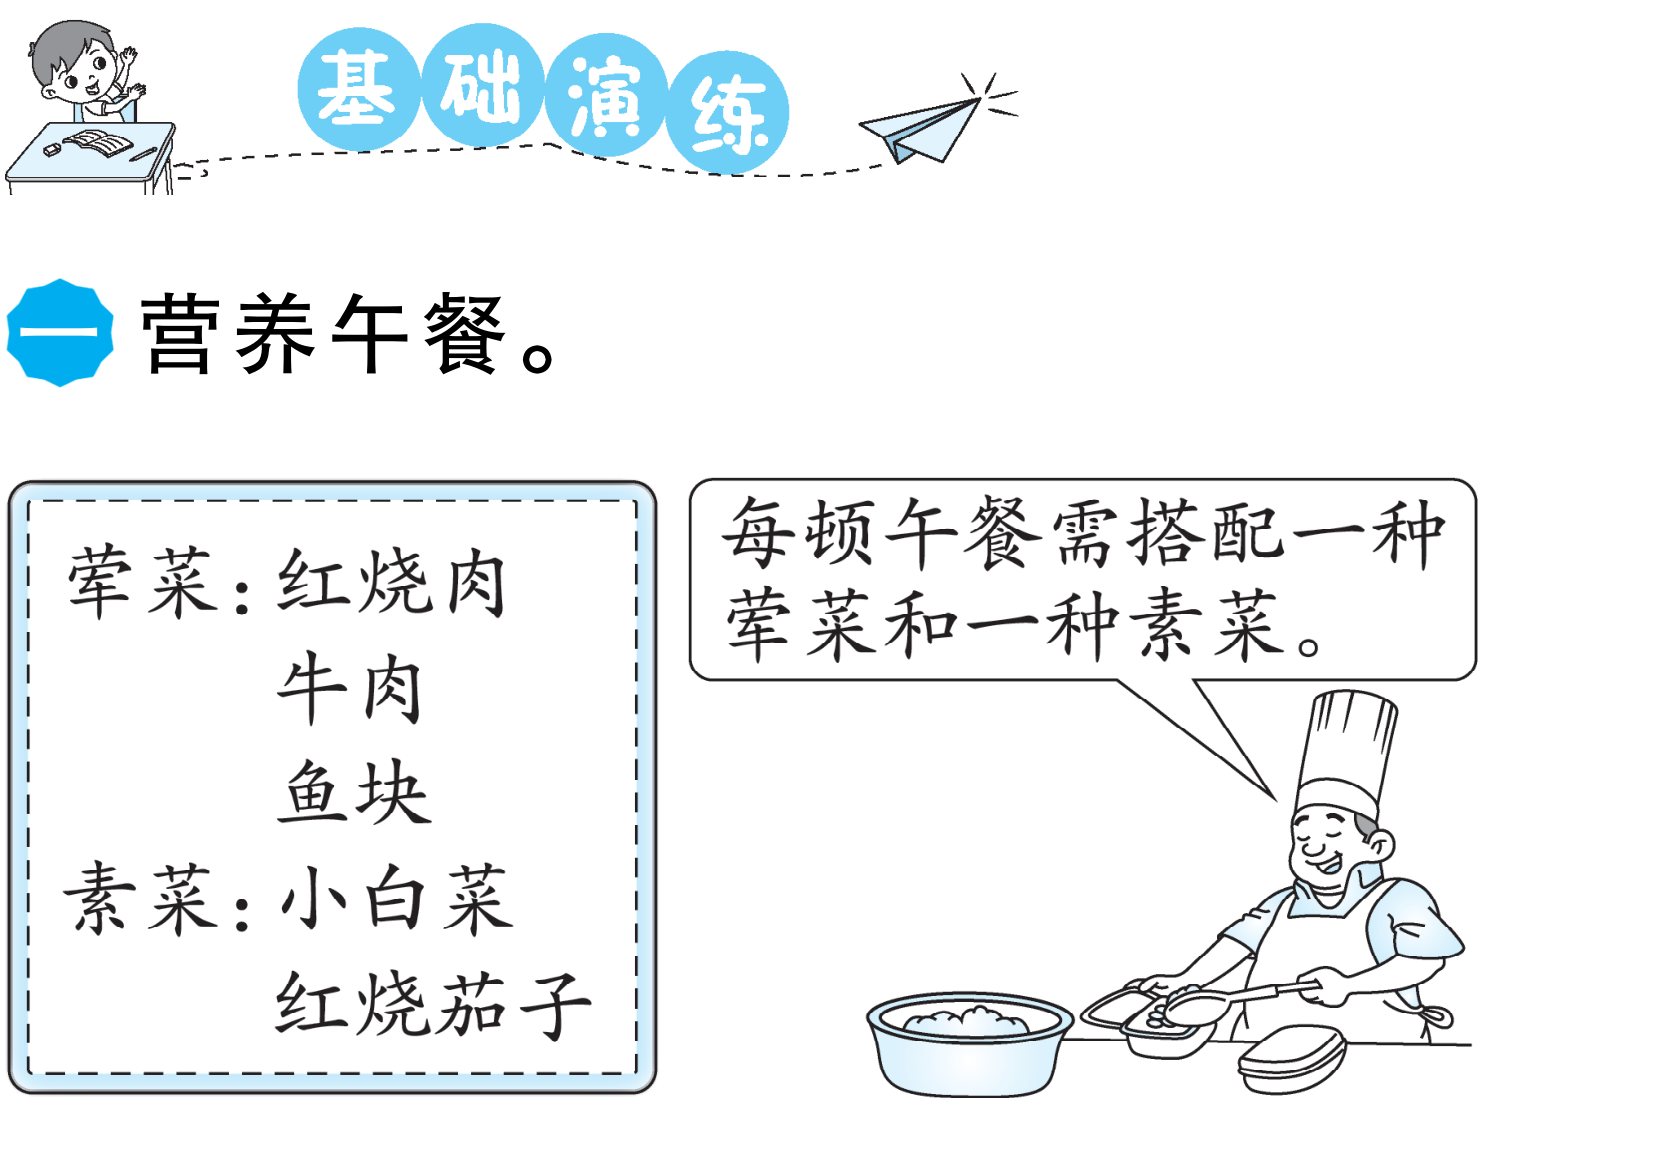 基础演练
一 营养午餐。
荤菜：红烧肉
牛肉
鱼块
素菜：小白菜
红烧茄子
每顿午餐需搭配一种
荤菜和一种素菜。